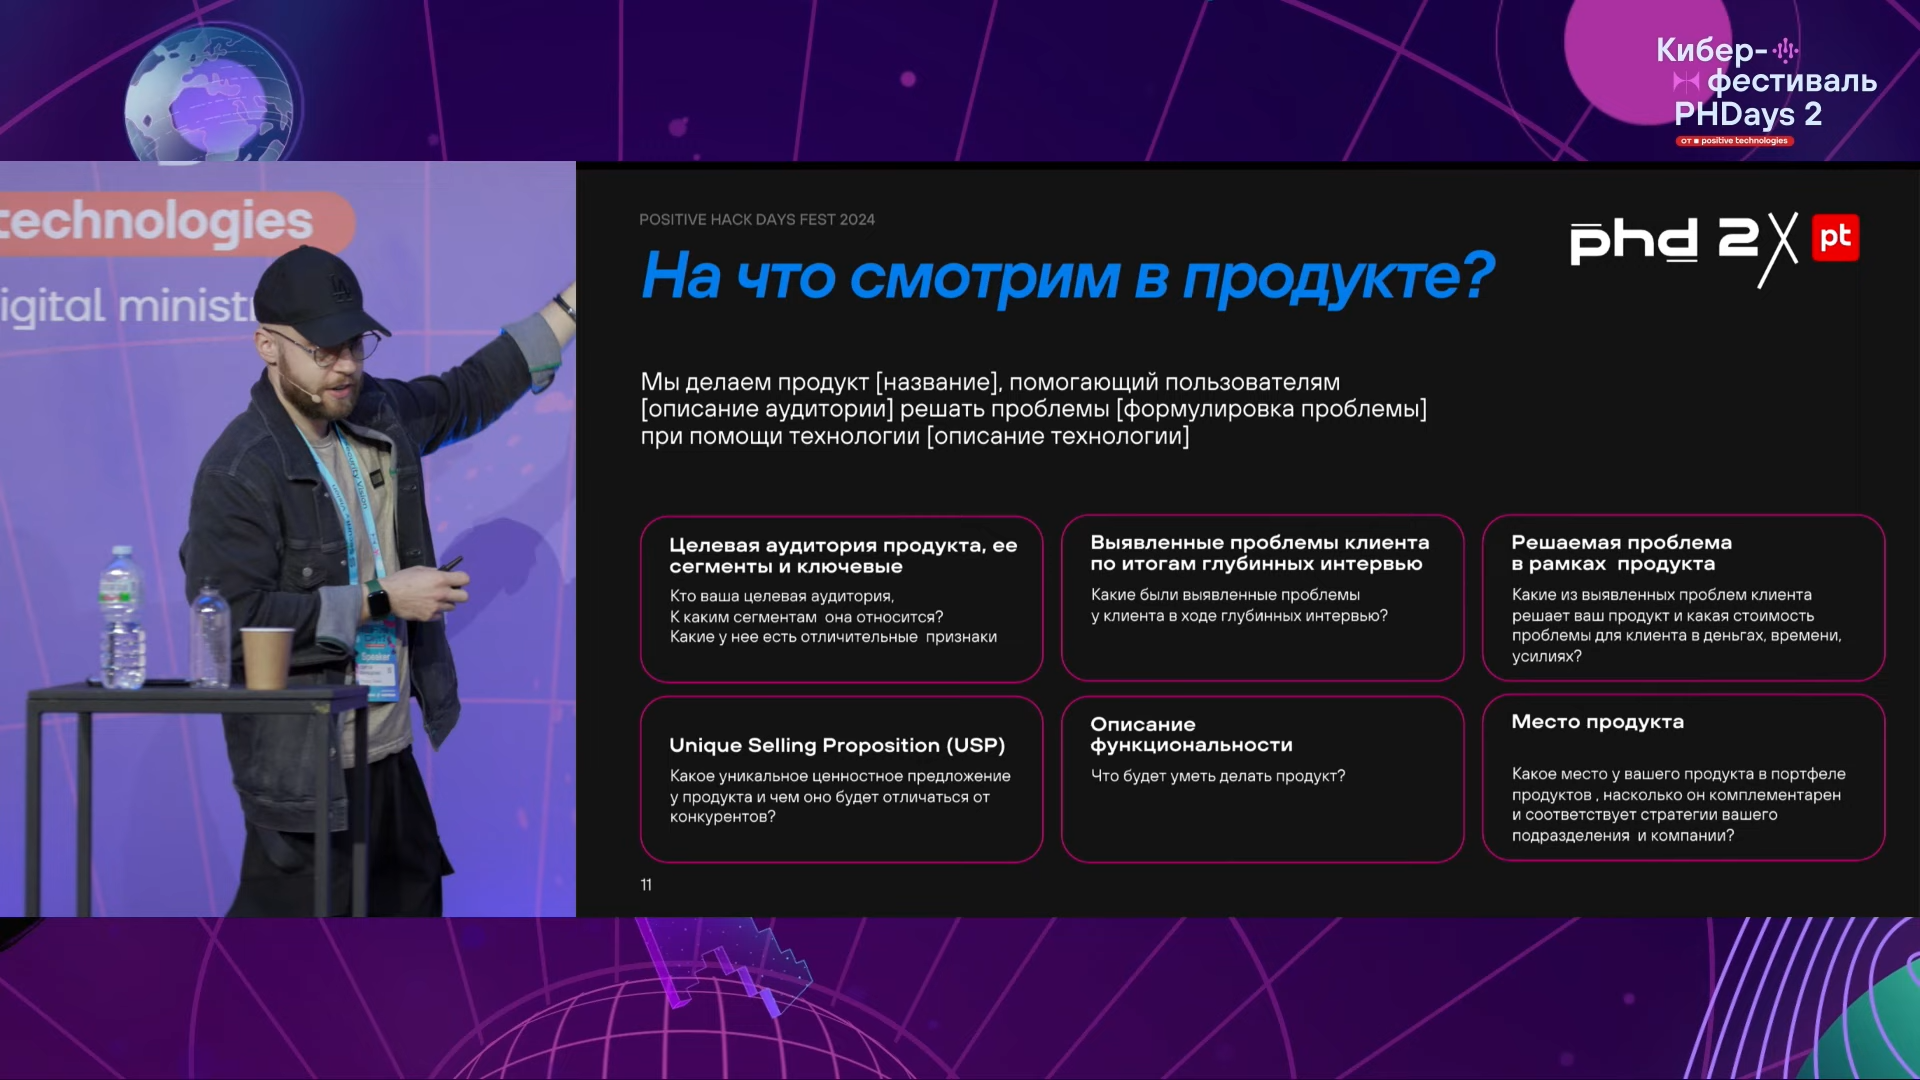 Кибер-
фестиваль
PHDays 2
от positive technologies
technologies
igital minist
Speaker
POSITIVE HACK DAYS FEST 2024
phd 2
pt
На что смотрим в продукте?
Мы делаем продукт [название], помогающий пользователям
[описание аудитории] решать проблемы [формулировка проблемы]
при помощи технологии [описание технологии]
Целевая аудитория продукта, ее
сегменты и ключевые
Кто ваша целевая аудитория,
К каким сегментам она относится?
Какие у нее есть отличительные признаки
Выявленные проблемы клиента
по итогам глубинных интервью
Какие были выявленные проблемы
у клиента в ходе глубинных интервью?
Решаемая проблема
в рамках продукта
Какие из выявленных проблем клиента
решает ваш продукт и какая стоимость
проблемы для клиента в деньгах, времени,
усилиях?
Unique Selling Proposition (USP)
Какое уникальное ценностное предложение
у продукта и чем оно будет отличаться от
конкурентов?
Описание
функциональности
Что будет уметь делать продукт?
Место продукта
Какое место у вашего продукта в портфеле
продуктов , насколько он комплементарен
и соответствует стратегии вашего
подразделения и компании?
11